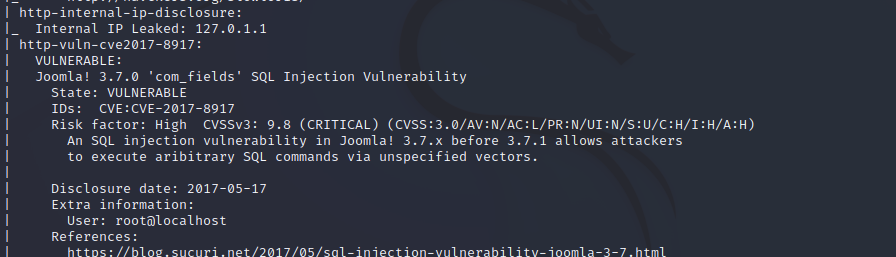 | http-internal-ip-disclosure:
|_  Internal IP Leaked: 127.0.1.1
| http-vuln-cve2017-8917:
|   VULNERABLE:
|   Joomla! 3.7.0 'com_fields' SQL Injection Vulnerability
|     State: VULNERABLE
|     IDs:  CVE:CVE-2017-8917
|     Risk factor: High  CVSSv3: 9.8 (CRITICAL) (CVSS:3.0/AV:N/AC:L/PR:N/UI:N/S:U/C:H/I:H/A:H)
|       An SQL injection vulnerability in Joomla! 3.7.x before 3.7.1 allows attackers
|       to execute aribitrary SQL commands via unspecified vectors.
|
|     Disclosure date: 2017-05-17
|     Extra information:
|       User: root@localhost
|     References:
|       https://blog.sucuri.net/2017/05/sql-injection-vulnerability-joomla-3-7.html